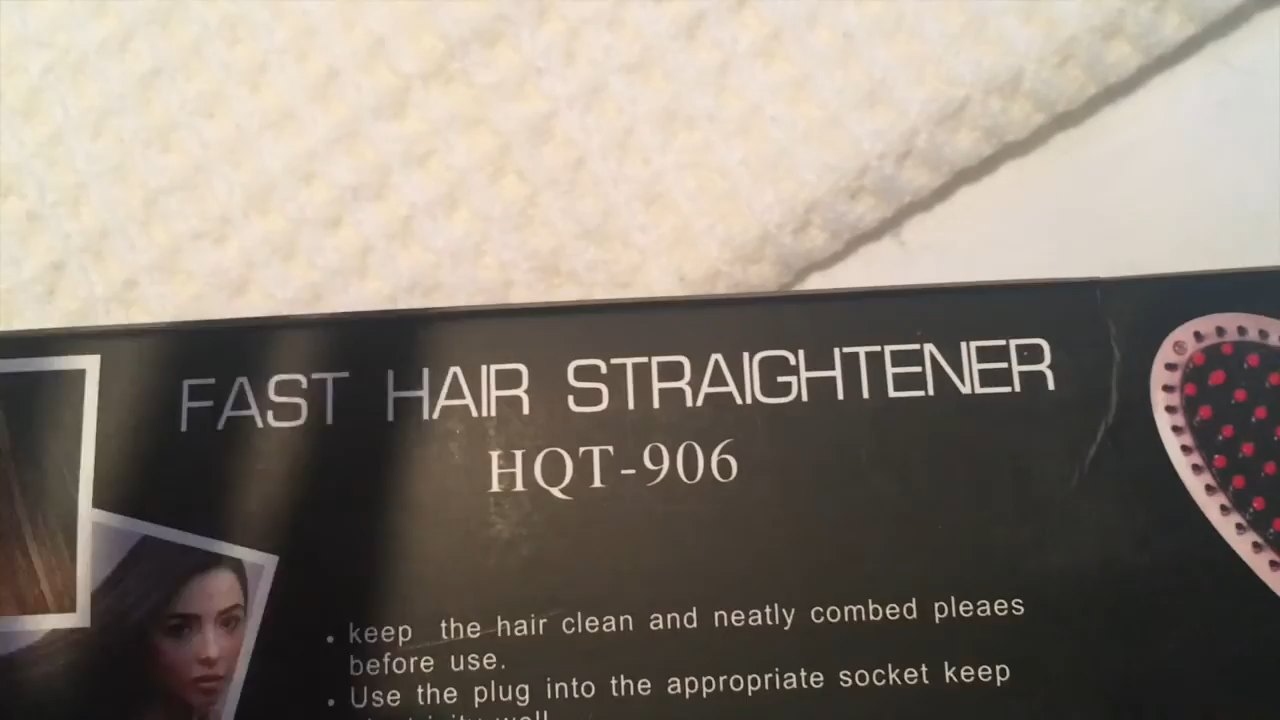 FAST HAIR STRAIGHTENER
HQT-906
• keep the hair clean and neatly combed pleaes
before use.
• Use the plug into the appropriate socket keep